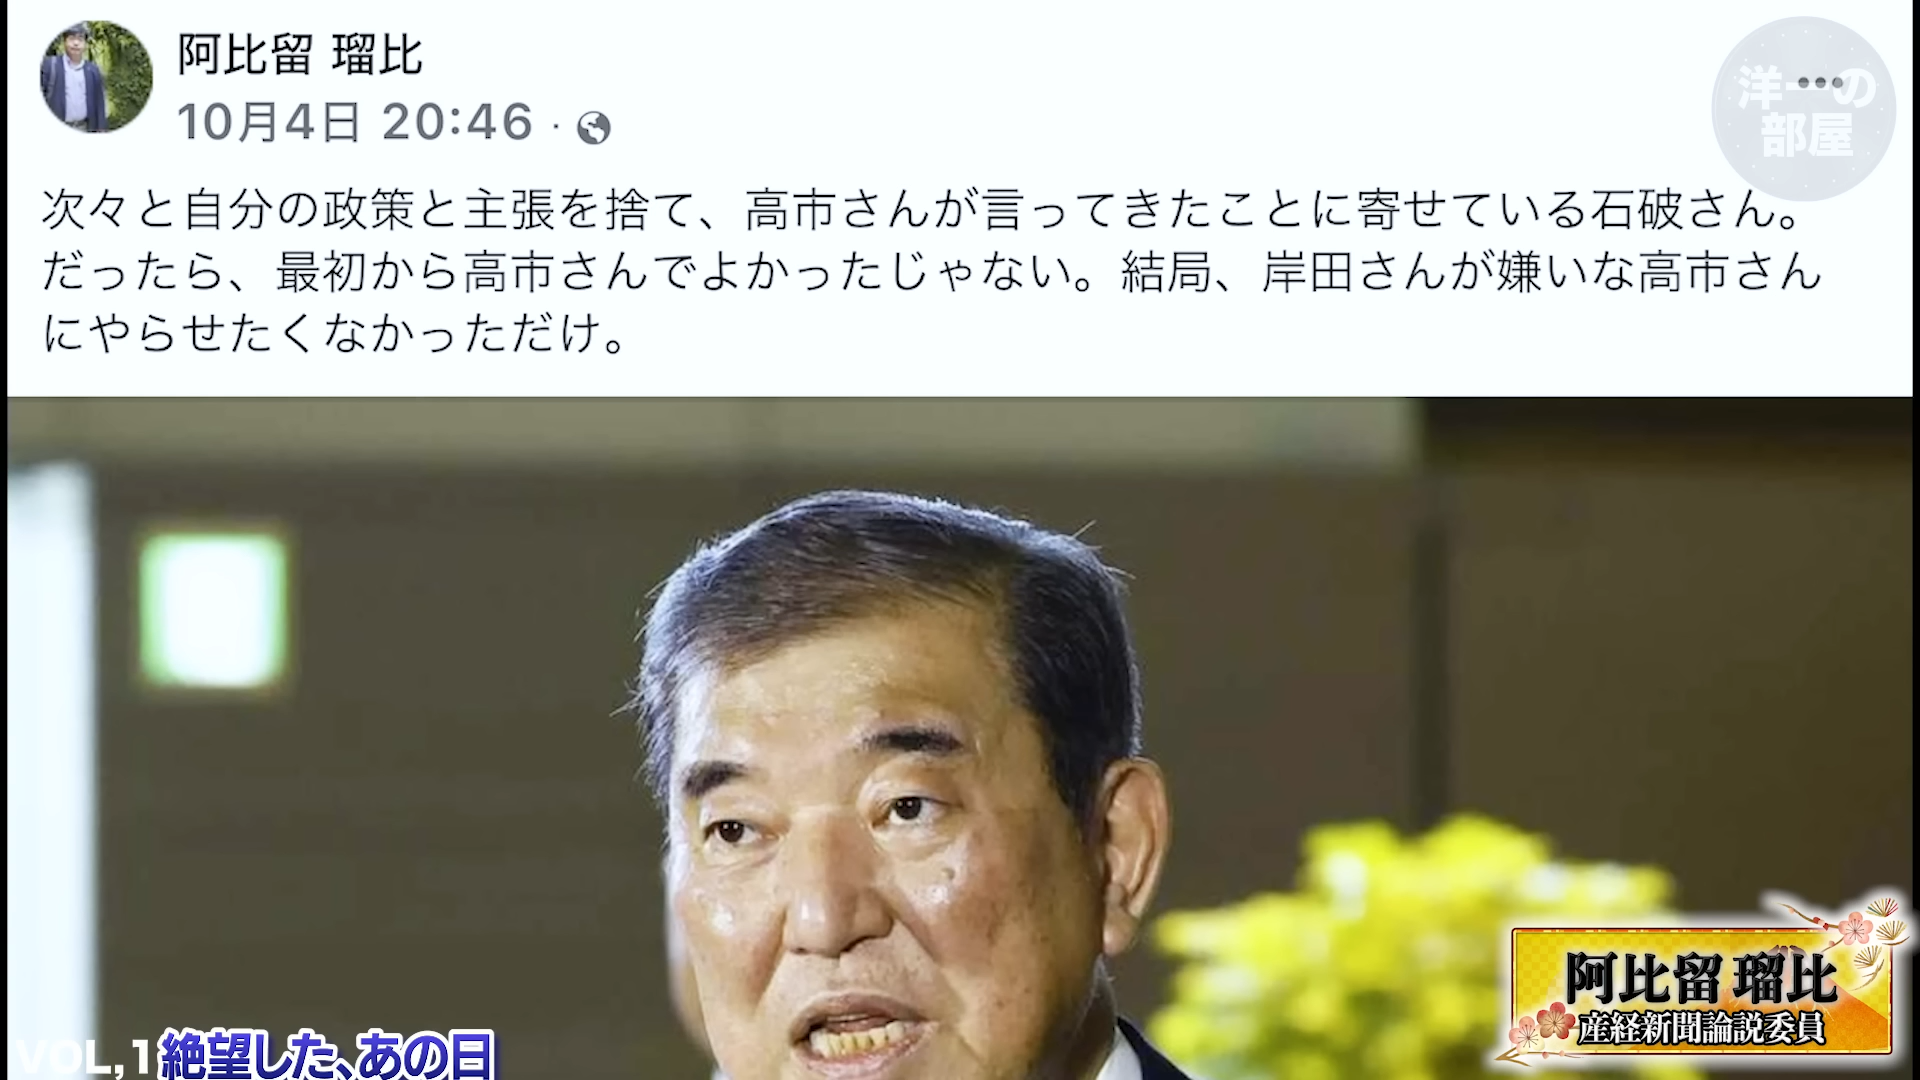 阿比留 瑠比
10月4日 20:46 ·
洋一の
部屋
次々と自分の政策と主張を捨て、高市さんが言ってきたことに寄せている石破さん。
だったら、最初から高市さんでよかったじゃない。結局、岸田さんが嫌いな高市さん
にやらせたくなかっただけ。
阿比留 瑠比
産経新聞論説委員
VOL,1 絶望した、あの日